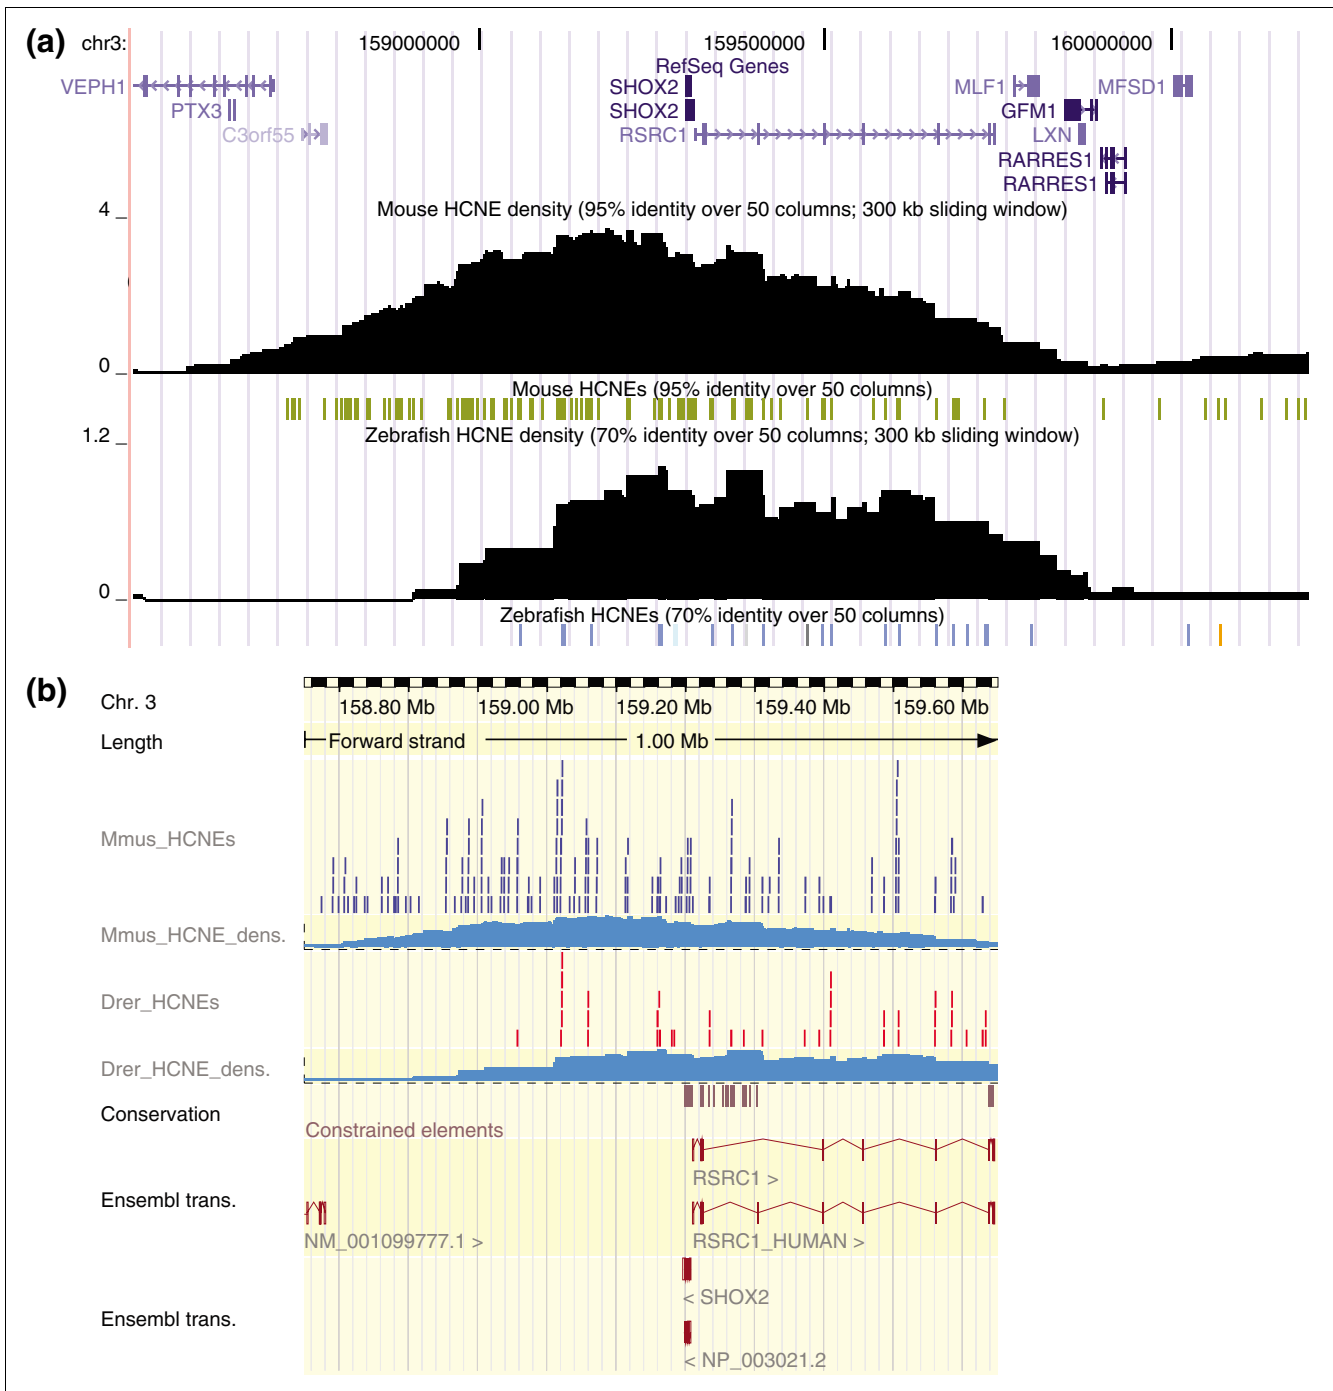 (a)
chr3: 159000000 159500000 160000000
RefSeq Genes
VEPH1 SHOX2 MLF1 MFSD1
PTX3 SHOX2 GFM1
C3orf55 RSRC1 LXN
RARRES1
RARRES1
4
Mouse HCNE density (95% identity over 50 columns; 300 kb sliding window)
0
Mouse HCNEs (95% identity over 50 columns)
1.2
Zebrafish HCNE density (70% identity over 50 columns; 300 kb sliding window)
0
Zebrafish HCNEs (70% identity over 50 columns)
(b)
Chr. 3
158.80 Mb 159.00 Mb 159.20 Mb 159.40 Mb 159.60 Mb
Length Forward strand 1.00 Mb
Mmus_HCNEs
Mmus_HCNE_dens.
Drer_HCNEs
Drer_HCNE_dens.
Conservation
Constrained elements
RSRC1 >
Ensembl trans.
NM_001099777.1 > RSRC1_HUMAN >
< SHOX2
Ensembl trans.
< NP_003021.2